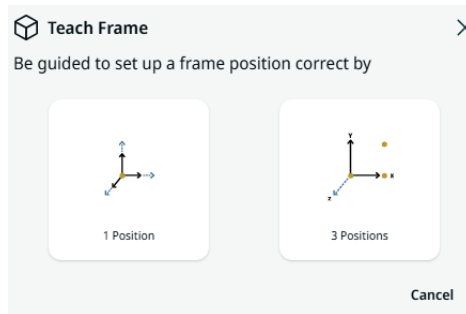 Teach Frame
Be guided to set up a frame position correct by
Y
X
Z
1 Position
3 Positions
Cancel